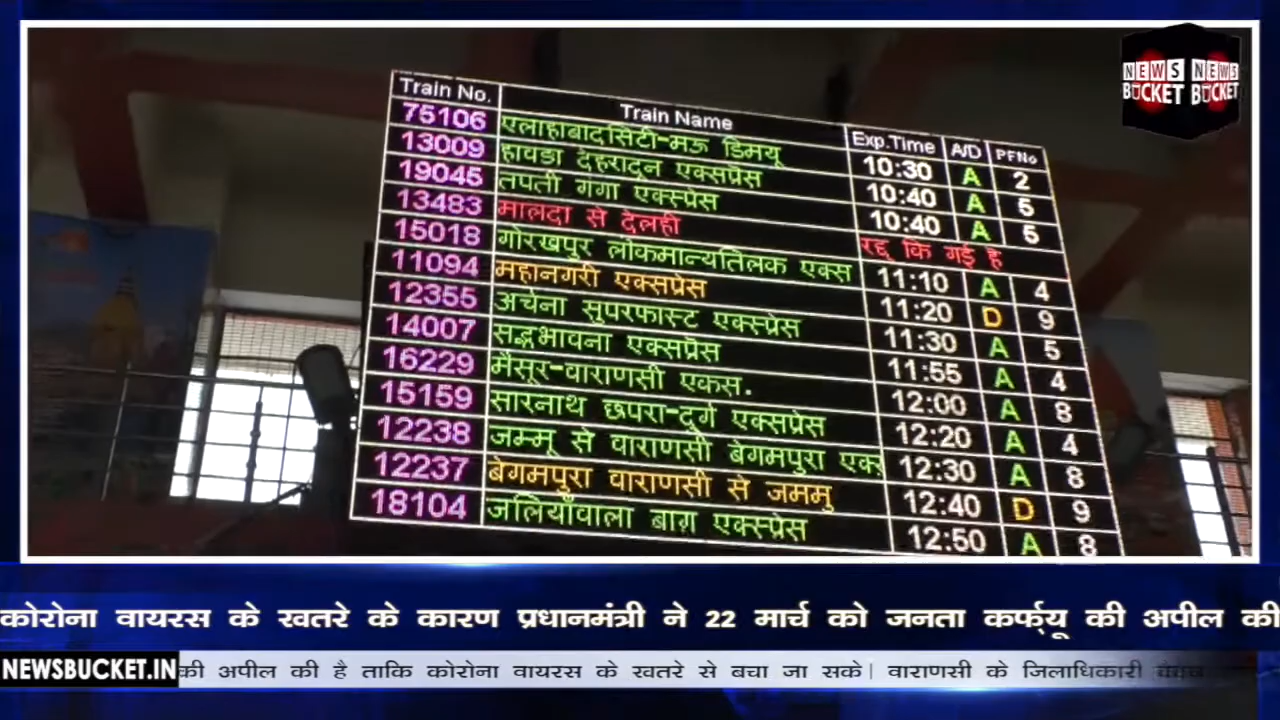 NEWS NEWS
BUCKET BUCKET
Train No. Train Name Exp.Time A/D PFNo
75106 एलाहाबादसिटी-मऊ डिमयू 10:30 A 2
13009 हावडा देहरादून एक्सप्रेस 10:40 A 5
19045 तपती गंगा एक्सप्रेस 10:40 A 5
13483 मालदा से देलही रद्द कि गई है
15018 गोरखपुर लोकमान्यतिलक एक्स 11:10 A 4
11094 महानगरी एक्सप्रेस 11:20 D 9
12355 अर्चना सुपरफास्ट एक्स्प्रेस 11:30 A 5
14007 सद्भभावना एक्सप्रेस 11:55 A 4
16229 मैसूर-वाराणसी एकस. 12:00 A 8
15159 सारनाथ छपरा-दुर्ग एक्सप्रेस 12:20 A 4
12238 जम्मू से वाराणसी बेगमपुरा एक्स 12:30 A 8
12237 बेगमपुरा वाराणसी से जममु 12:40 D 9
18104 जलियाँवाला बाग़ एक्स्प्रेस 12:50 A 8
कोरोना वायरस के खतरे के कारण प्रधानमंत्री ने 22 मार्च को जनता कर्फ्यू की अपील की
NEWSBUCKET.IN की अपील की है ताकि कोरोना वायरस के खतरे से बचा जा सके| वाराणसी के जिलाधिकारी